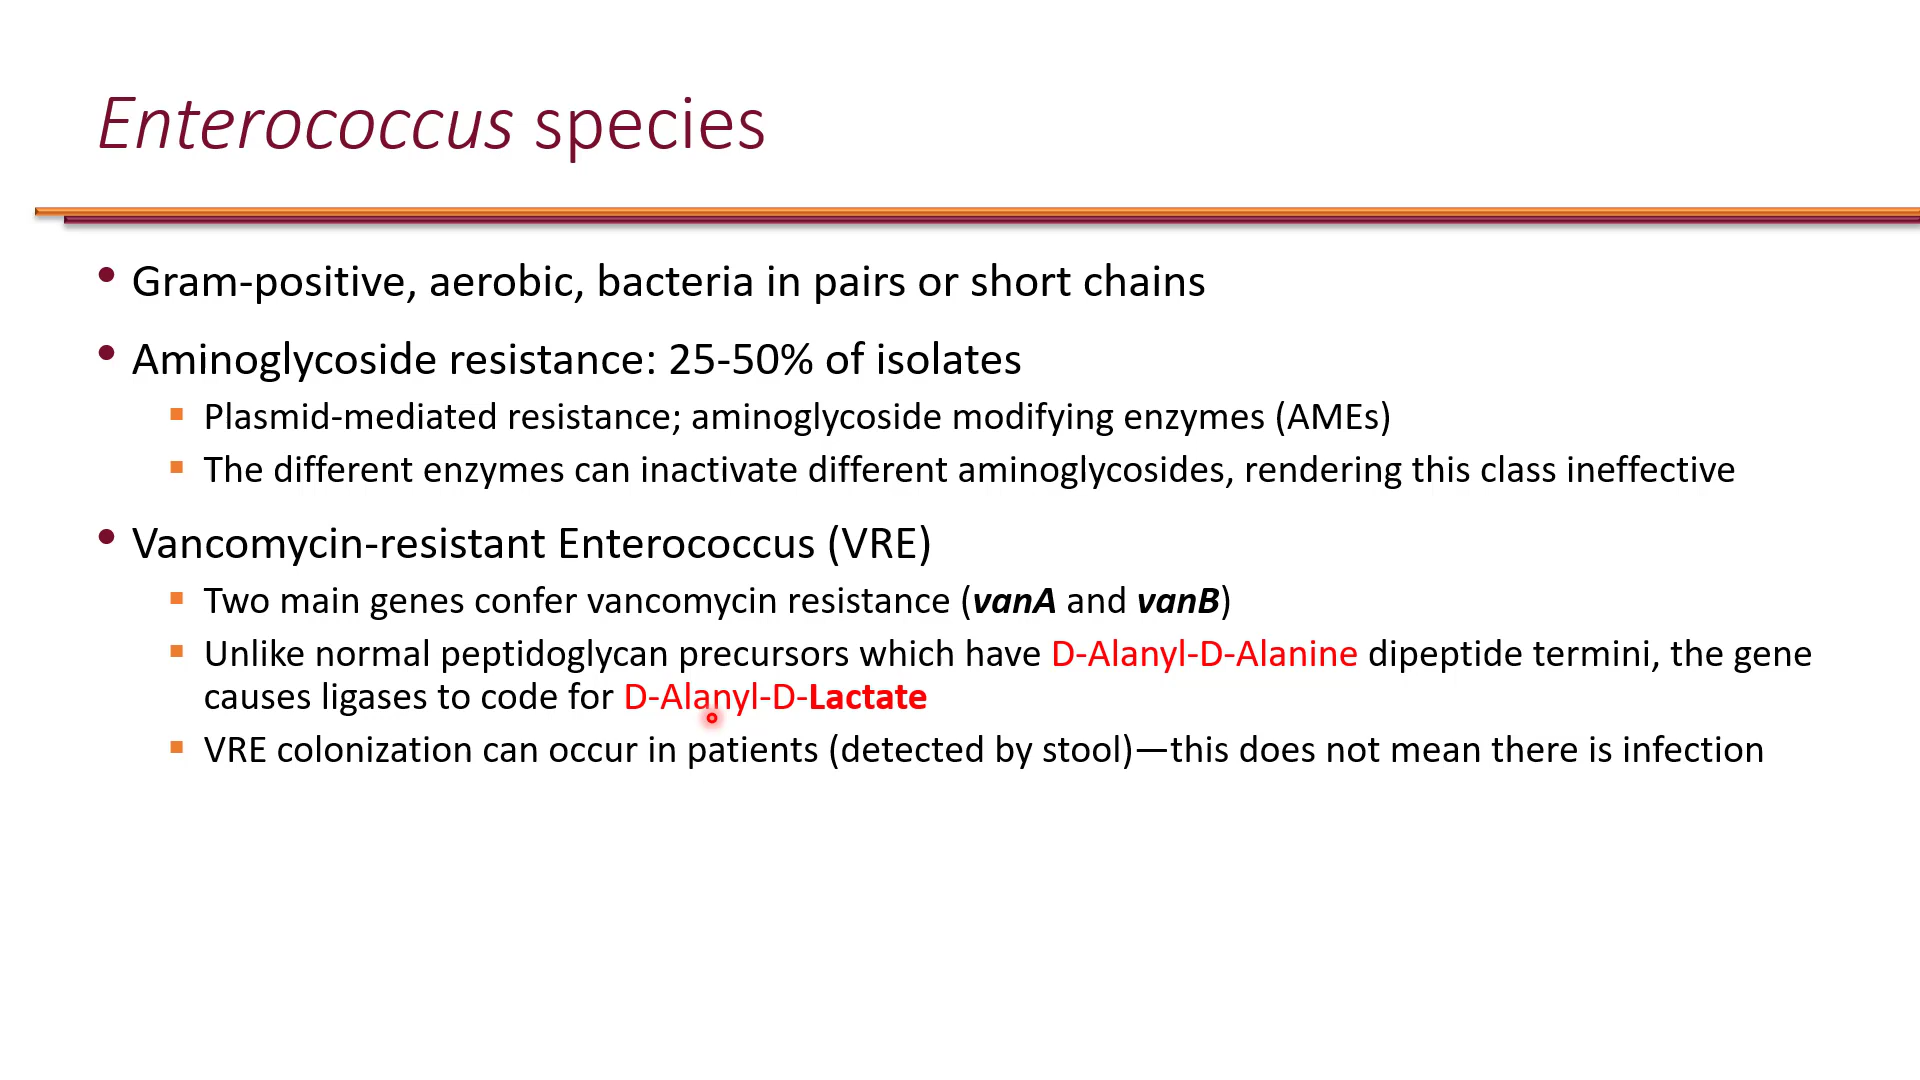 Enterococcus species
• Gram-positive, aerobic, bacteria in pairs or short chains
• Aminoglycoside resistance: 25-50% of isolates
▪ Plasmid-mediated resistance; aminoglycoside modifying enzymes (AMEs)
▪ The different enzymes can inactivate different aminoglycosides, rendering this class ineffective
• Vancomycin-resistant Enterococcus (VRE)
▪ Two main genes confer vancomycin resistance (vanA and vanB)
▪ Unlike normal peptidoglycan precursors which have D-Alanyl-D-Alanine dipeptide termini, the gene
causes ligases to code for D-Alanyl-D-Lactate
▪ VRE colonization can occur in patients (detected by stool)—this does not mean there is infection